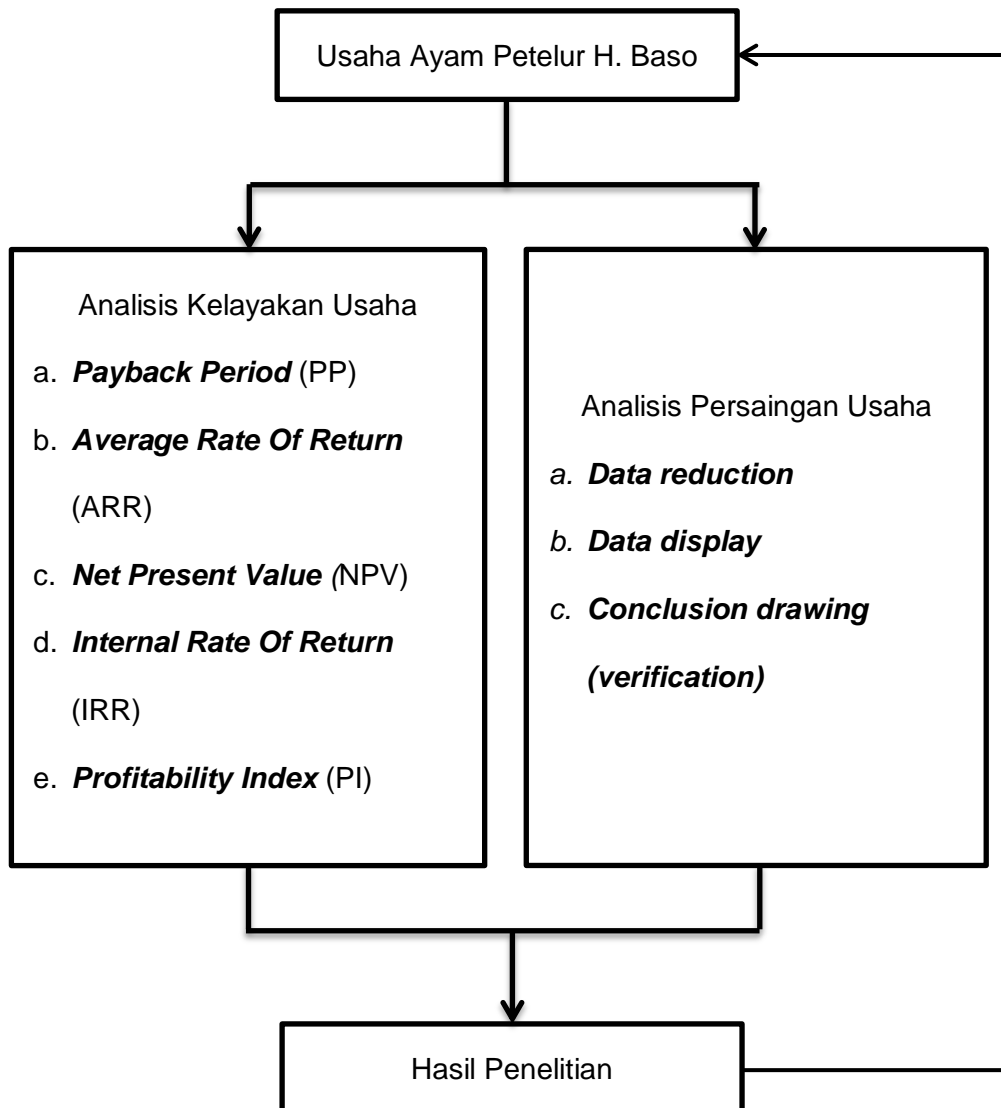 Usaha Ayam Petelur H. Baso
Analisis Kelayakan Usaha
a. Payback Period (PP)
b. Average Rate Of Return
(ARR)
c. Net Present Value (NPV)
d. Internal Rate Of Return
(IRR)
e. Profitability Index (PI)
Analisis Persaingan Usaha
a. Data reduction
b. Data display
c. Conclusion drawing
(verification)
Hasil Penelitian